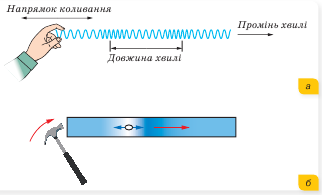 Напрямок коливання
Промінь хвилі
Довжина хвилі
а
б